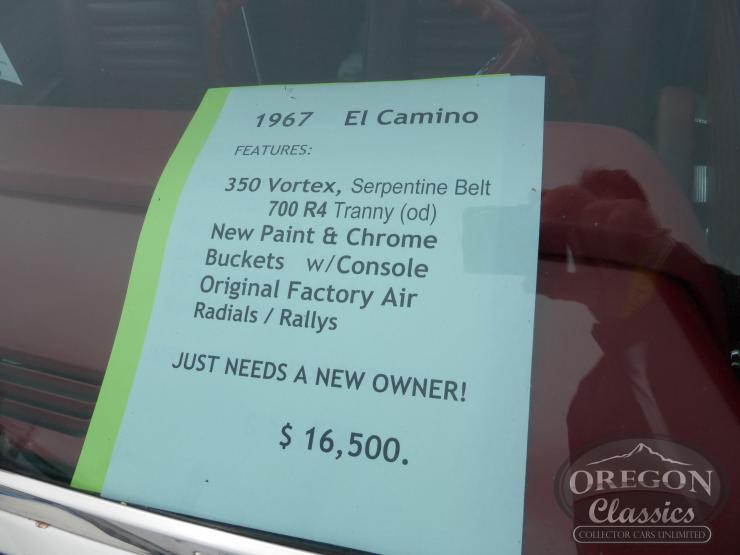 1967 El Camino
FEATURES:
350 Vortex, Serpentine Belt
700 R4 Tranny (od)
New Paint & Chrome
Buckets w/Console
Original Factory Air
Radials / Rallys
JUST NEEDS A NEW OWNER!
$ 16,500.
OREGON
Classics
COLLECTOR CARS UNLIMITED